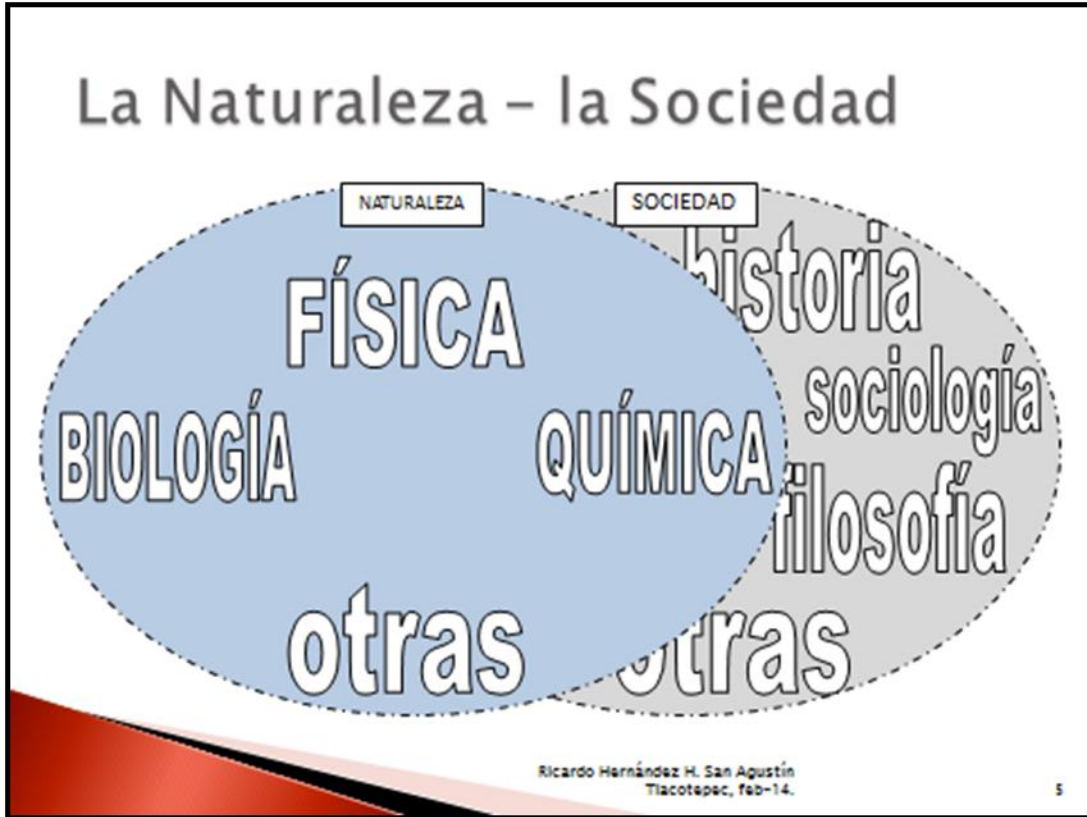 La Naturaleza – la Sociedad
NATURALEZA
SOCIEDAD
FÍSICA
BIOLOGÍA
QUÍMICA
otras
historia
sociología
filosofía
otras
Ricardo Hernández H. San Agustín
Tlacotepec, feb-14.
5